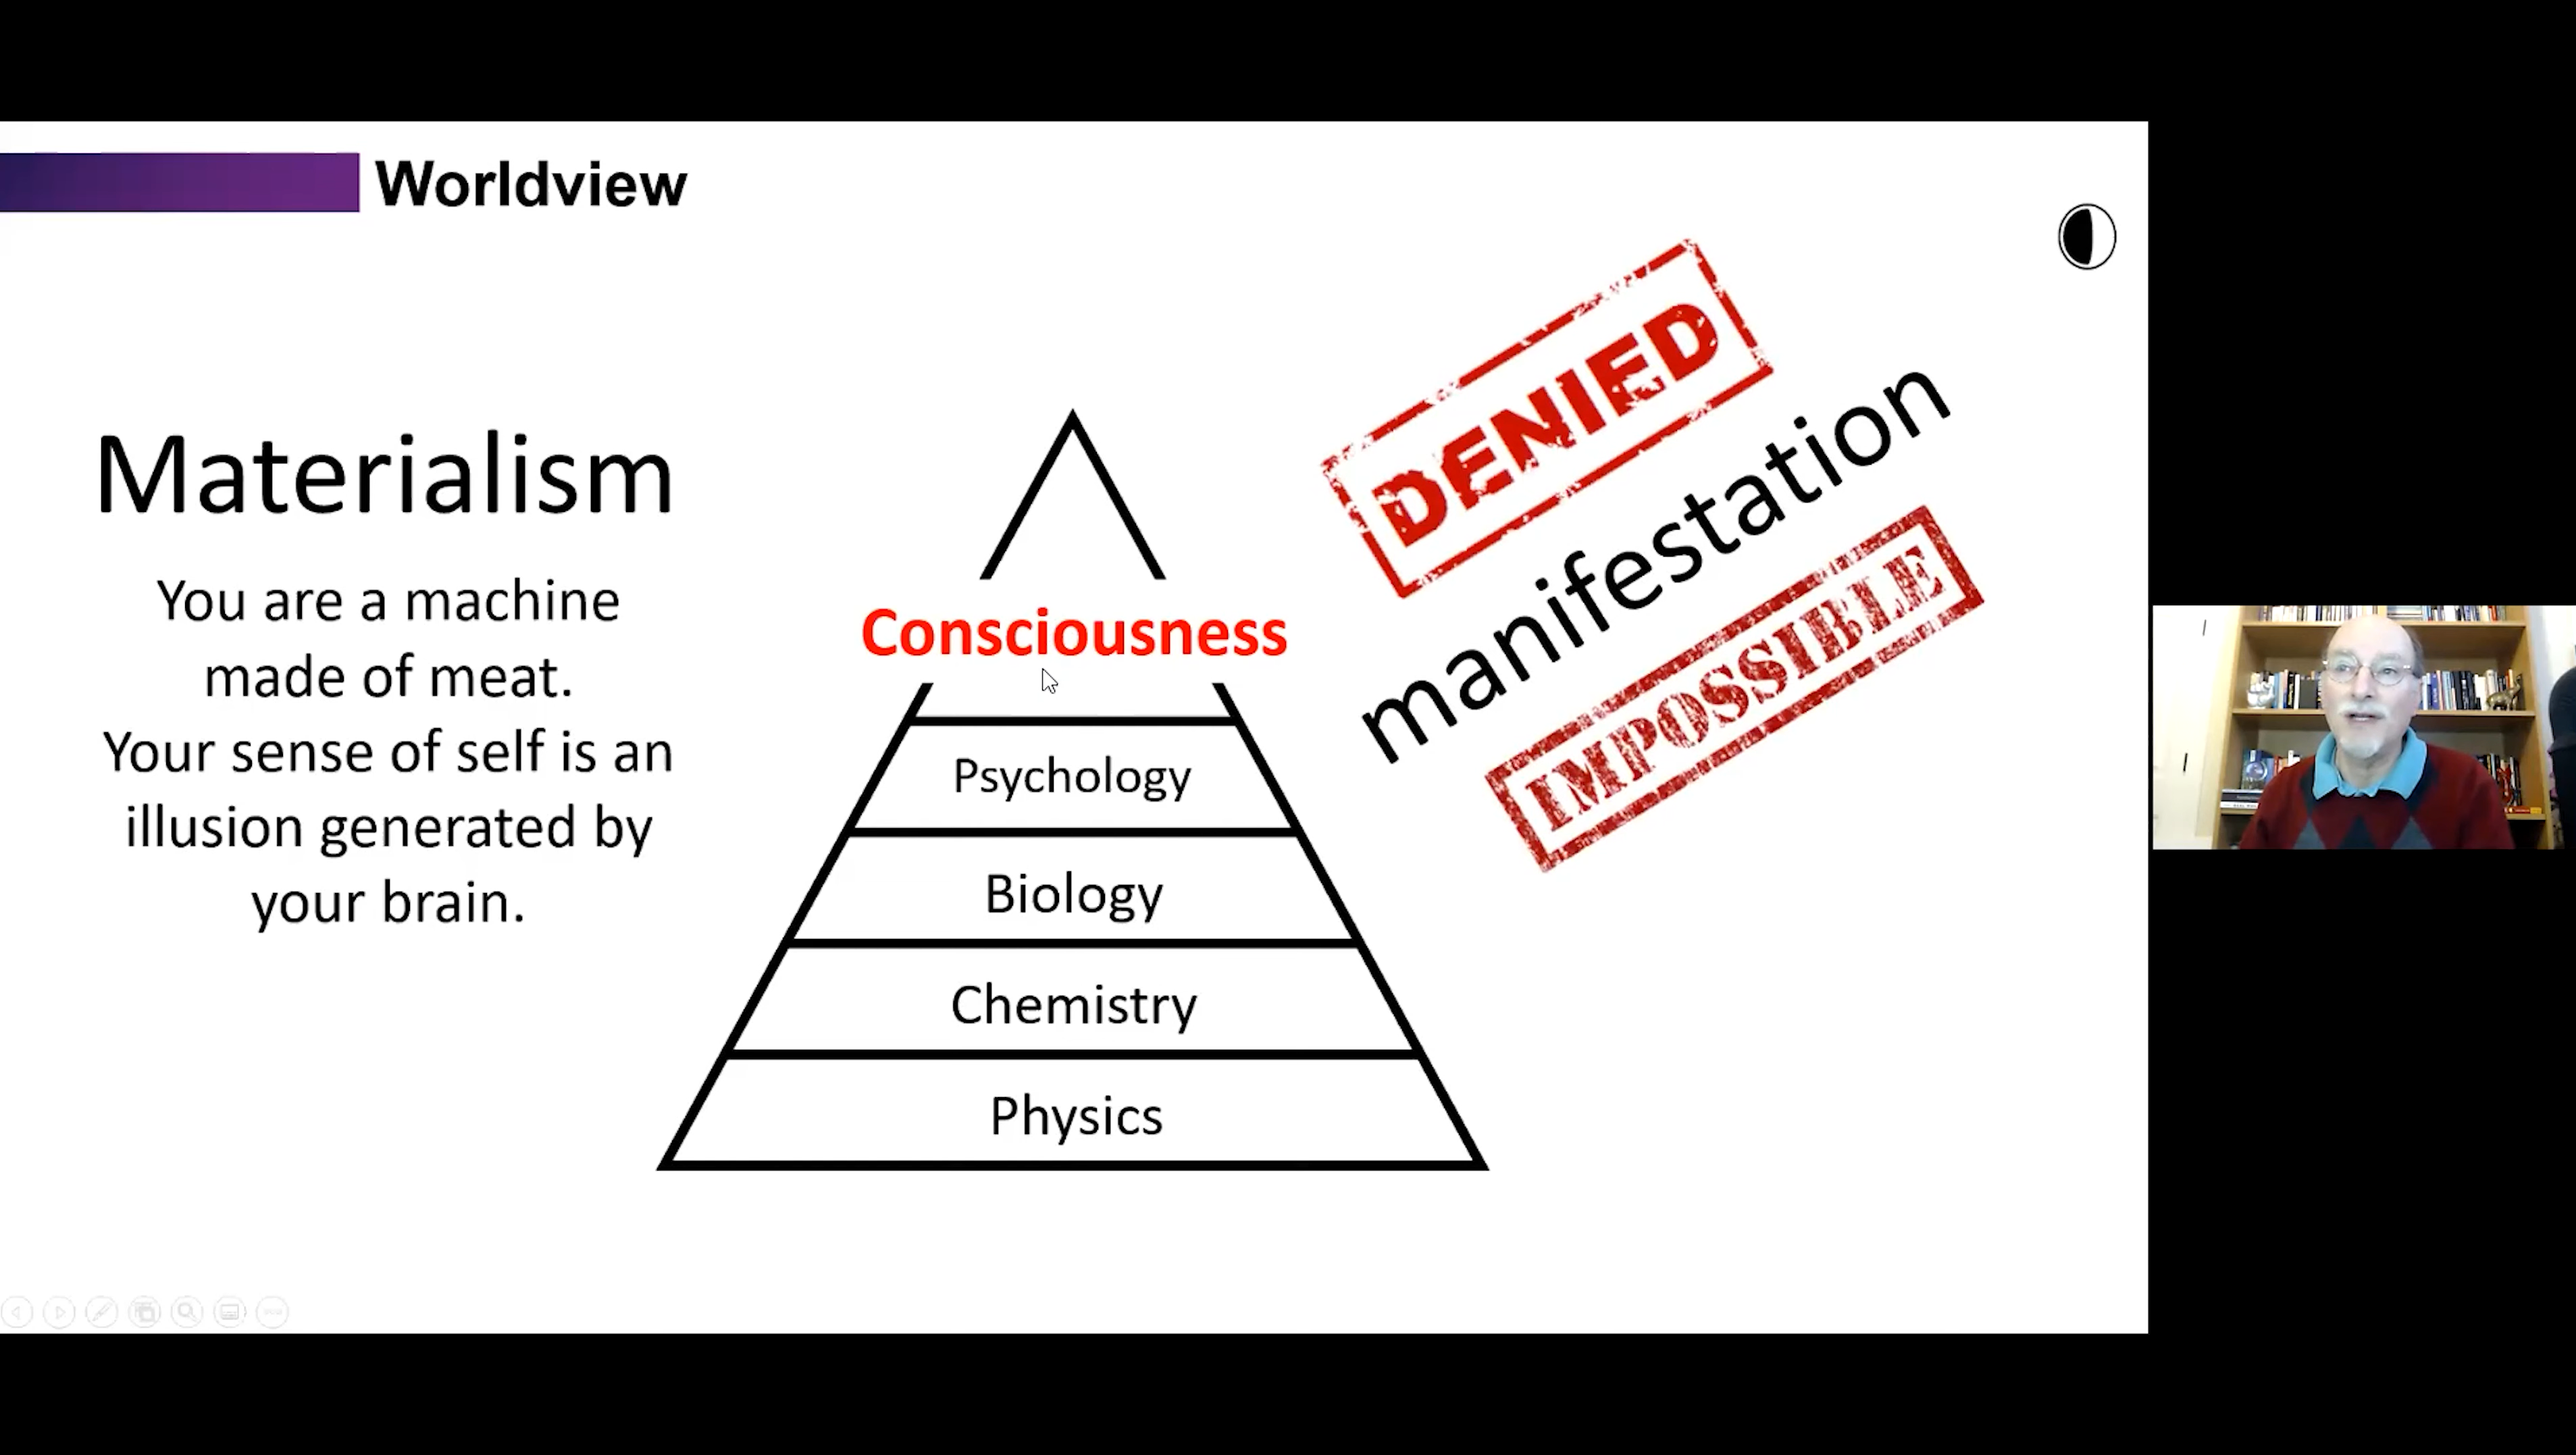 Worldview
Materialism
You are a machine
made of meat.
Your sense of self is an
illusion generated by
your brain.
Consciousness
Psychology
Biology
Chemistry
Physics
DENIED
manifestation
IMPOSSIBLE